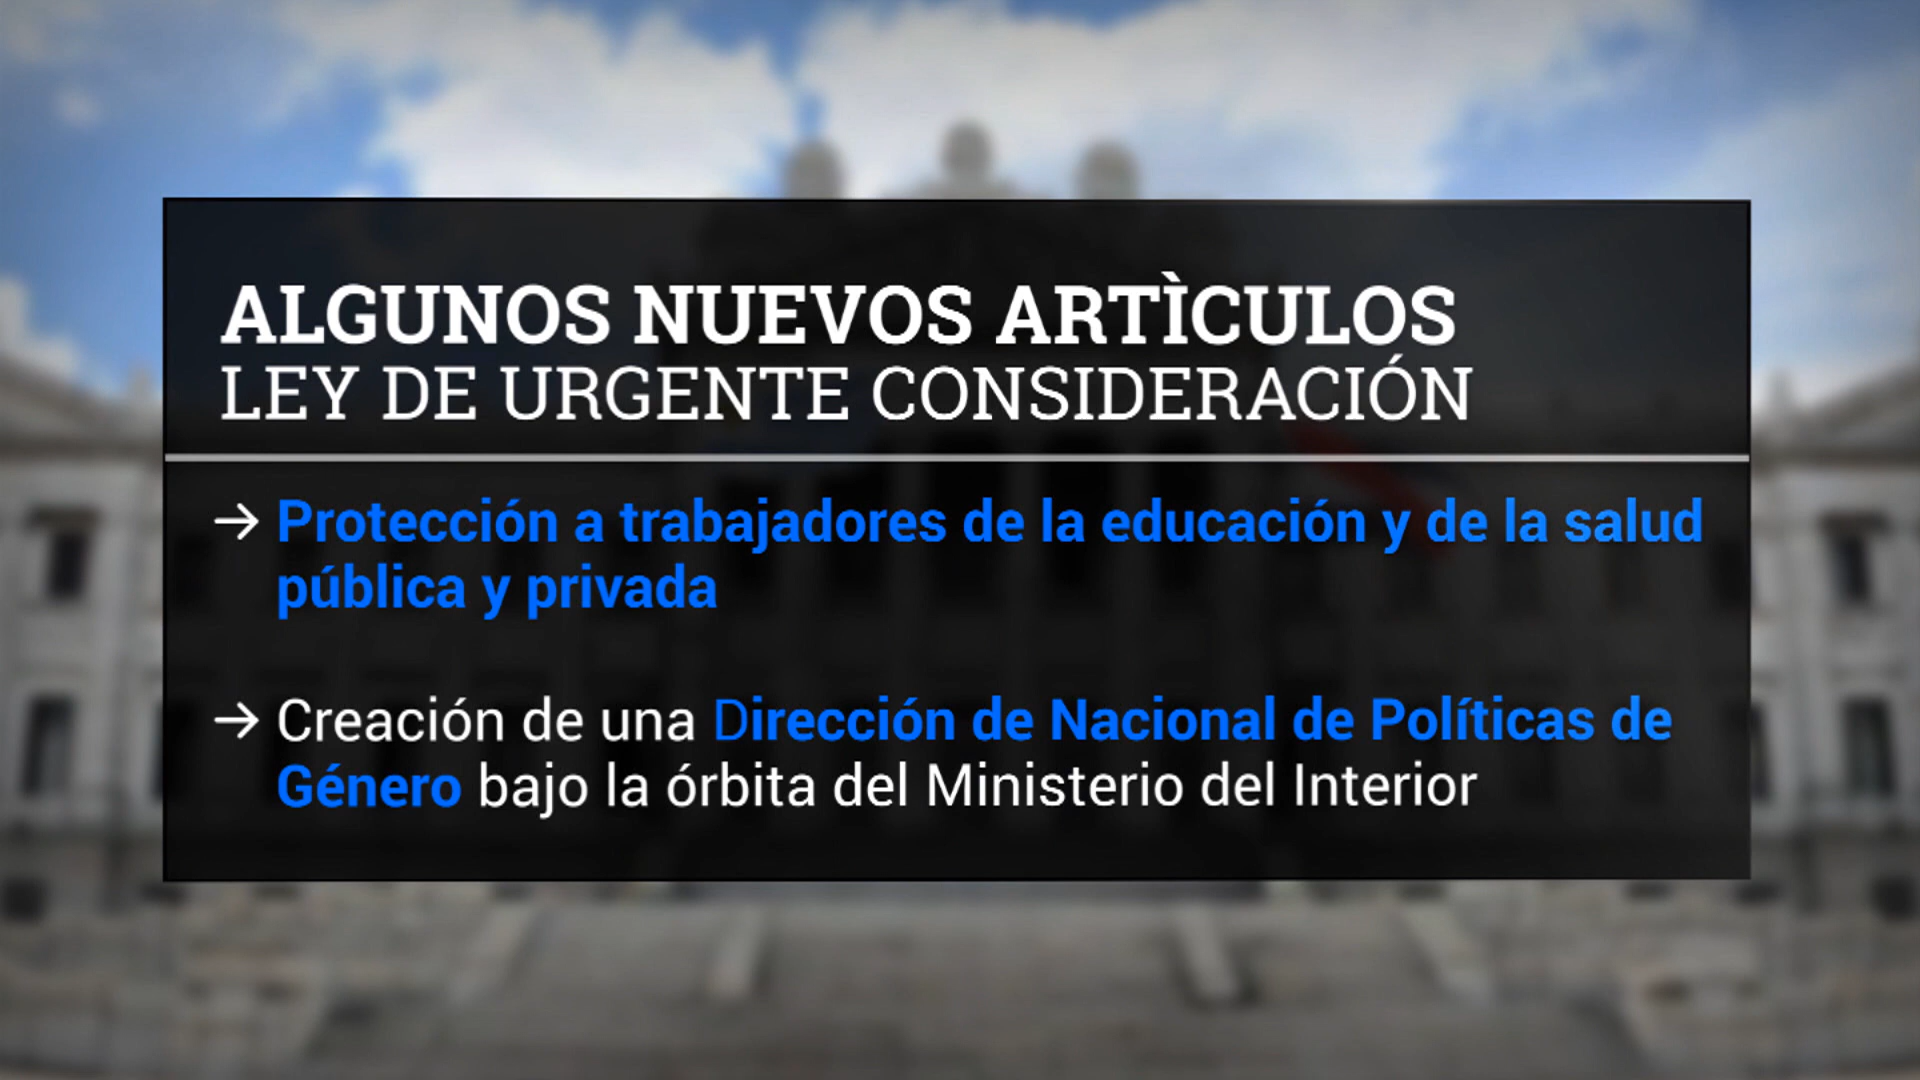 ALGUNOS NUEVOS ARTÌCULOS
LEY DE URGENTE CONSIDERACIÓN
→ Protección a trabajadores de la educación y de la salud
pública y privada
→ Creación de una Dirección de Nacional de Políticas de
Género bajo la órbita del Ministerio del Interior